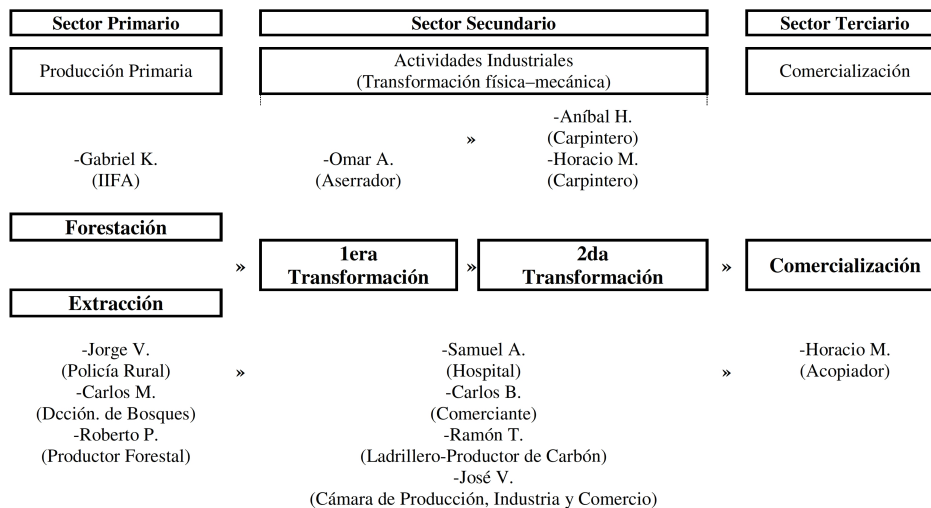 Sector Primario
Sector Secundario
Sector Terciario
Producción Primaria
Actividades Industriales
(Transformación física–mecánica)
Comercialización
-Gabriel K.
(IIFA)
-Omar A.
(Aserrador)
»
-Aníbal H.
(Carpintero)
-Horacio M.
(Carpintero)
Forestación
Extracción
»
1era
Transformación
»
2da
Transformación
»
Comercialización
-Jorge V.
(Policía Rural)
-Carlos M.
(Dcción. de Bosques)
-Roberto P.
(Productor Forestal)
»
-Samuel A.
(Hospital)
-Carlos B.
(Comerciante)
-Ramón T.
(Ladrillero-Productor de Carbón)
-José V.
(Cámara de Producción, Industria y Comercio)
»
-Horacio M.
(Acopiador)